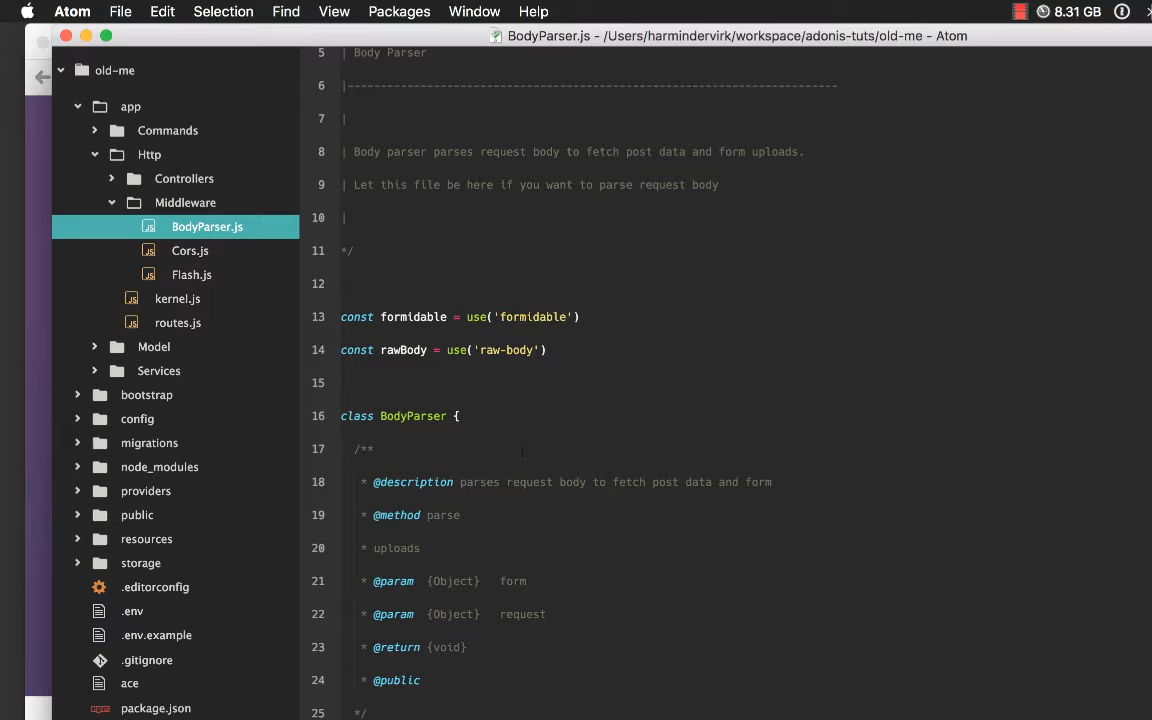 Atom File Edit Selection Find View Packages Window Help 8.31 GB
BodyParser.js - /Users/harmindervirk/workspace/adonis-tuts/old-me - Atom
old-me
app
Commands
Http
Controllers
Middleware
BodyParser.js
Cors.js
Flash.js
kernel.js
routes.js
Model
Services
bootstrap
config
migrations
node_modules
providers
public
resources
storage
.editorconfig
.env
.env.example
.gitignore
ace
package.json
5 | Body Parser
6 |--------------------------------------------------------------------------
7 |
8 | Body parser parses request body to fetch post data and form uploads.
9 | Let this file be here if you want to parse request body
10 |
11 */
12
13 const formidable = use('formidable')
14 const rawBody = use('raw-body')
15
16 class BodyParser {
17 /**
18 * @description parses request body to fetch post data and form
19 * @method parse
20 * uploads
21 * @param {Object} form
22 * @param {Object} request
23 * @return {void}
24 * @public
25 */